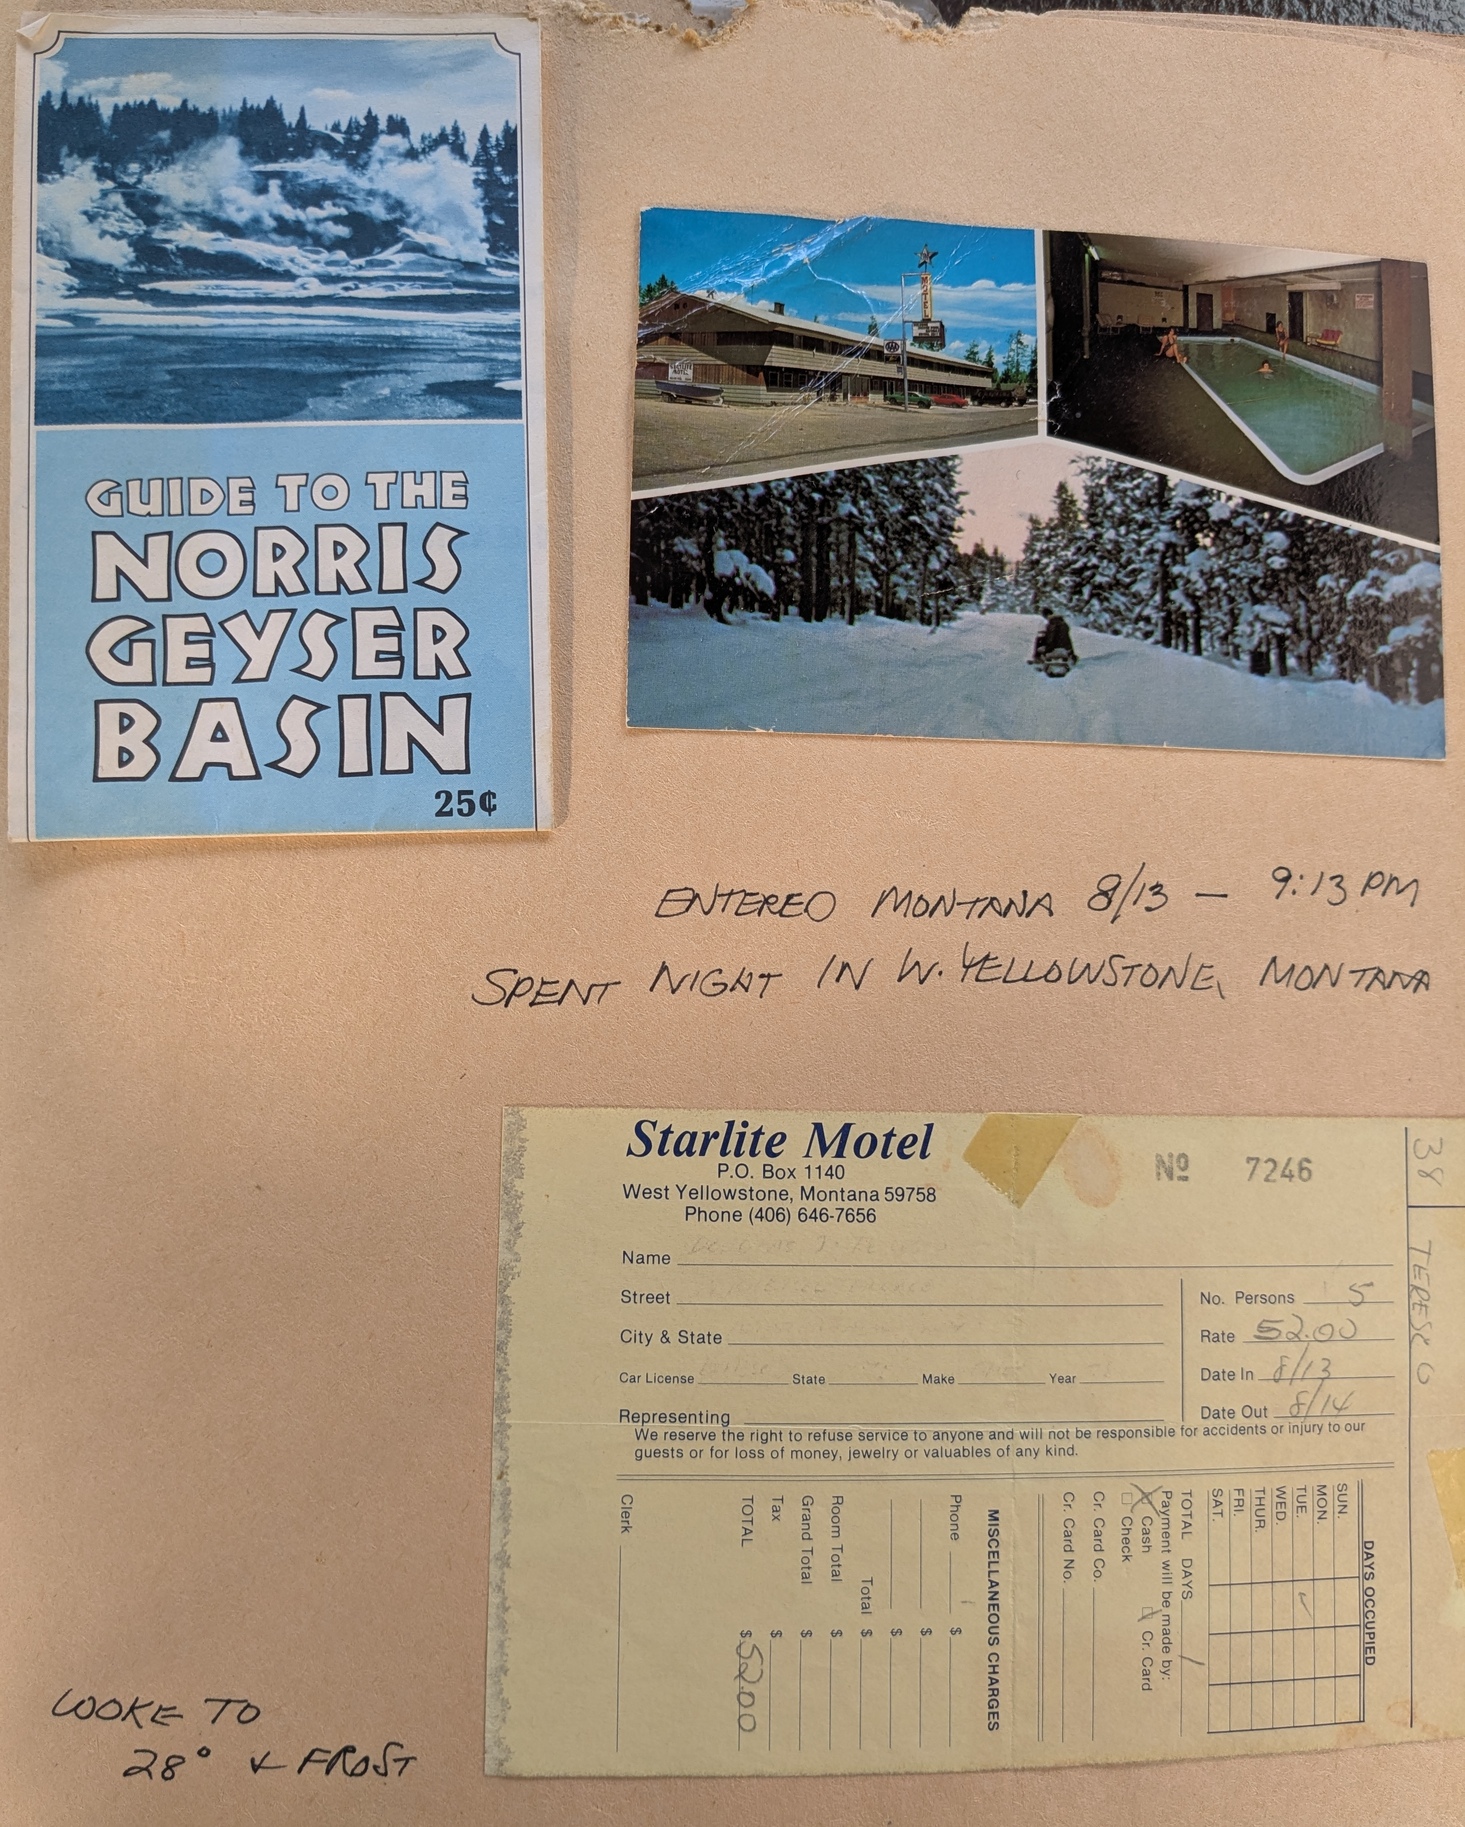 GUIDE TO THE
NORRIS
GEYSER
BASIN
25¢
MOTEL
ENTERED MONTANA 8/13 — 9:13 PM
SPENT NIGHT IN W. YELLOWSTONE, MONTANA
Starlite Motel
P.O. Box 1140
West Yellowstone, Montana 59758
Phone (406) 646-7656
Nº 7246
38
Name
Street
City & State
Car License State Make Year
Representing
No. Persons 5
Rate 52.00
Date In 8/13
Date Out 8/14
We reserve the right to refuse service to anyone and will not be responsible for accidents or injury to our
guests or for loss of money, jewelry or valuables of any kind.
DAYS OCCUPIED
SUN.
MON.
TUE. ✓
WED.
THUR.
FRI.
SAT.
TOTAL DAYS 1
Payment will be made by:
Cash Cr. Card
Check
Cr. Card Co.
Cr. Card No.
MISCELLANEOUS CHARGES
Phone $
$
$
Total $
Room Total $
Grand Total $
Tax $
TOTAL $ 52.00
Clerk
WOKE TO
28° & FROST